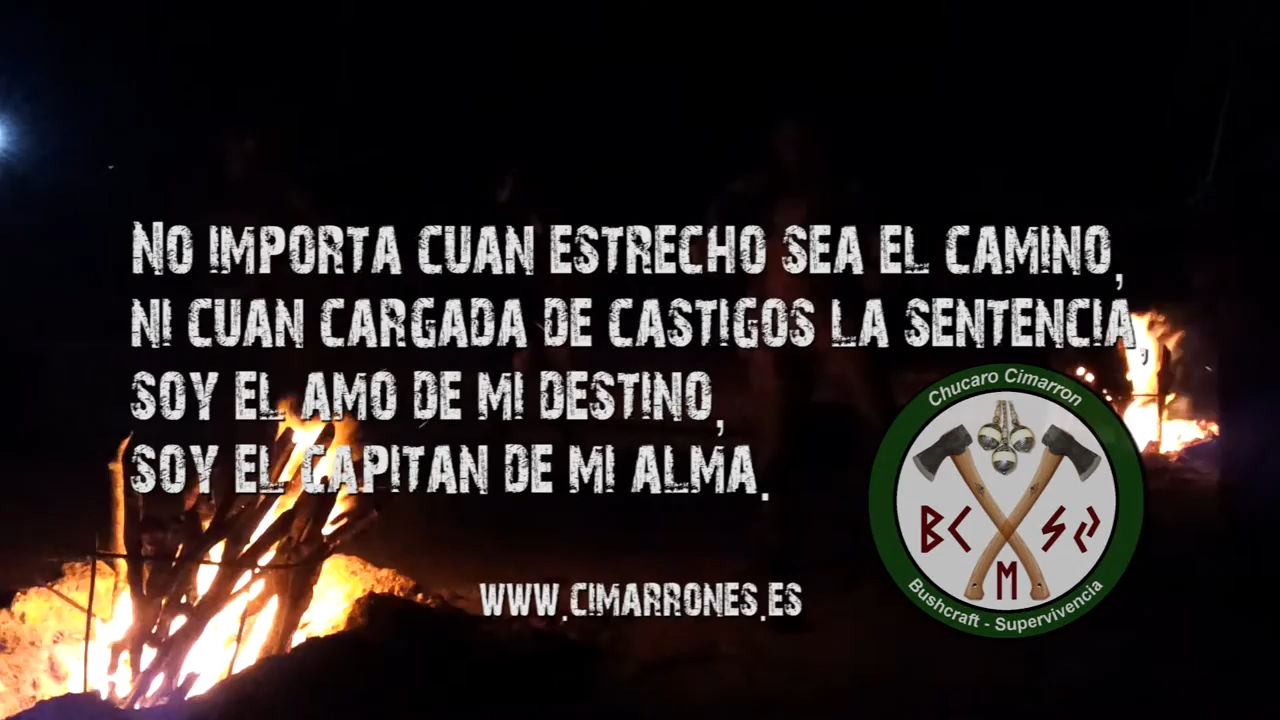 No importa cuan estrecho sea el camino,
ni cuan cargada de castigos la sentencia,
soy el amo de mi destino,
soy el capitan de mi alma.
www.cimarrones.es
Chucaro Cimarron
Bushcraft - Supervivencia